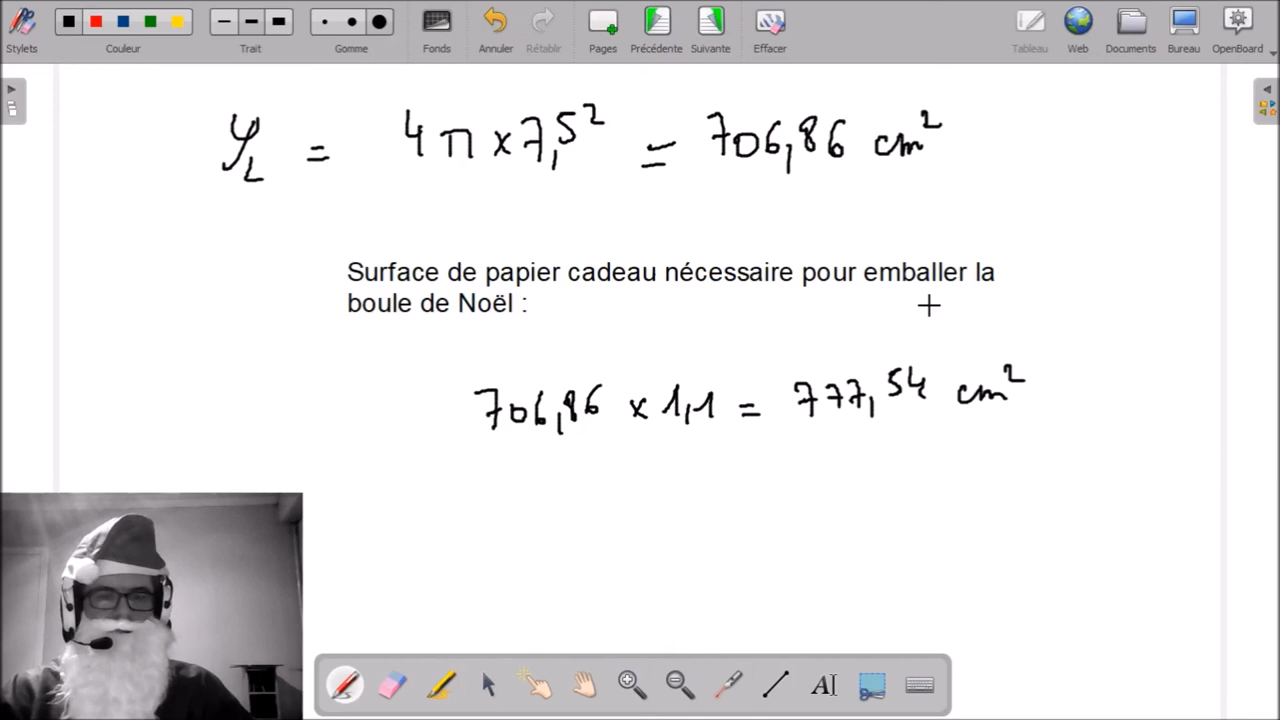 Stylets
Couleur
Trait
Gomme
Fonds
Annuler
Rétablir
Pages
Précédente
Suivante
Effacer
Tableau
Web
Documents
Bureau
OpenBoard
𝒮L = 4π × 7,5² = 706,86 cm²
Surface de papier cadeau nécessaire pour emballer la
boule de Noël :
706,86 × 1,1 = 777,54 cm²
AI